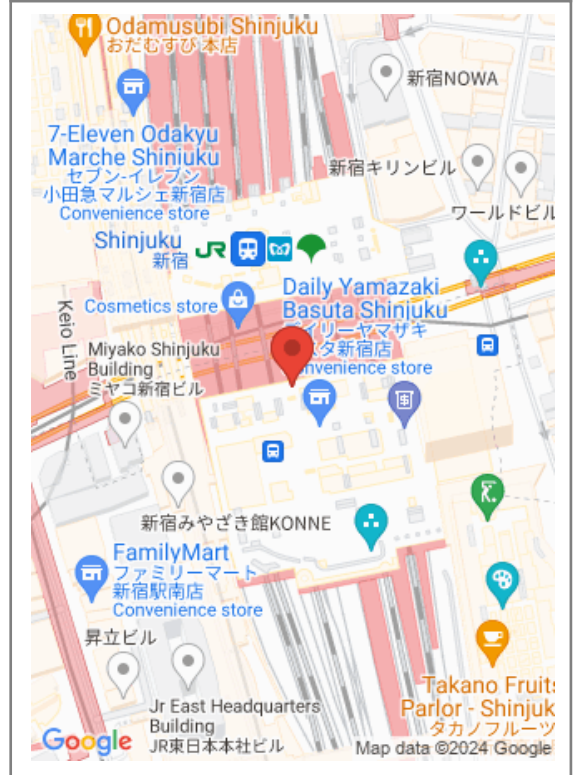 Odamusubi Shinjuku
おだむすび 本店
新宿NOWA
7-Eleven Odakyu
Marche Shinjuku
セブン-イレブン
小田急マルシェ新宿店
Convenience store
新宿キリンビル
ワールドビル
Shinjuku
新宿
JR
Cosmetics store
Daily Yamazaki
Basuta Shinjuku
イリーヤマザキ
スタ新宿店
nvenience store
Keio Line
Miyako Shinjuku
Building
ミヤコ新宿ビル
新宿みやざき館KONNE
FamilyMart
ファミリーマート
新宿駅南店
Convenience store
昇立ビル
Jr East Headquarters
Building
JR東日本本社ビル
Takano Fruits
Parlor - Shinjuk
タカノフルーツ
Google
Map data ©2024 Google